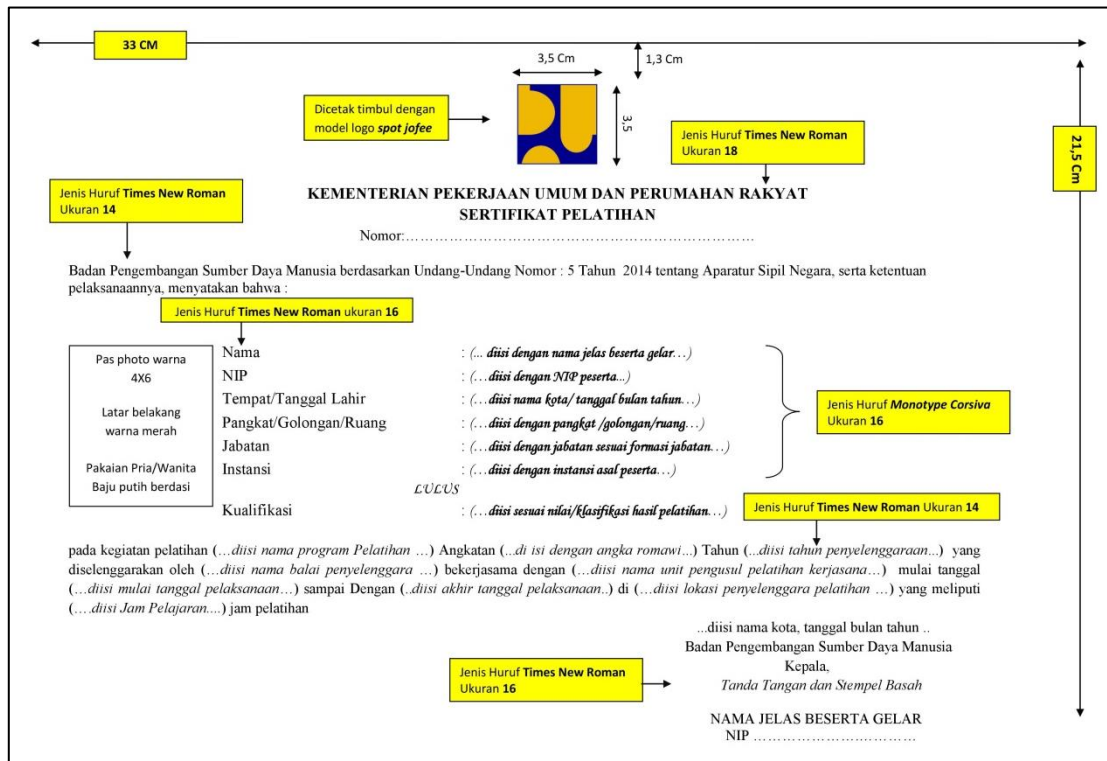 33 CM
3,5 Cm
1,3 Cm
Dicetak timbul dengan
model logo spot jofee
3,5
Jenis Huruf Times New Roman
Ukuran 18
21,5 Cm
Jenis Huruf Times New Roman
Ukuran 14
KEMENTERIAN PEKERJAAN UMUM DAN PERUMAHAN RAKYAT
SERTIFIKAT PELATIHAN
Nomor:………………………………………………………………
Badan Pengembangan Sumber Daya Manusia berdasarkan Undang-Undang Nomor : 5 Tahun 2014 tentang Aparatur Sipil Negara, serta ketentuan
pelaksanaannya, menyatakan bahwa :
Jenis Huruf Times New Roman ukuran 16
Pas photo warna
4X6
Latar belakang
warna merah
Pakaian Pria/Wanita
Baju putih berdasi
Nama : (... diisi dengan nama jelas beserta gelar…)
NIP : (…diisi dengan NIP peserta...)
Tempat/Tanggal Lahir : (…diisi nama kota/ tanggal bulan tahun…)
Pangkat/Golongan/Ruang : (…diisi dengan pangkat /golongan/ruang…)
Jabatan : (…diisi dengan jabatan sesuai formasi jabatan…)
Instansi : (…diisi dengan instansi asal peserta…)
LULUS
Kualifikasi : (…diisi sesuai nilai/klasifikasi hasil pelatihan…)
Jenis Huruf Monotype Corsiva
Ukuran 16
Jenis Huruf Times New Roman Ukuran 14
pada kegiatan pelatihan (…diisi nama program Pelatihan …) Angkatan (...di isi dengan angka romawi...) Tahun (...diisi tahun penyelenggaraan...) yang
diselenggarakan oleh (…diisi nama balai penyelenggara …) bekerjasama dengan (…diisi nama unit pengusul pelatihan kerjasana…) mulai tanggal
(…diisi mulai tanggal pelaksanaan…) sampai Dengan (..diisi akhir tanggal pelaksanaan..) di (…diisi lokasi penyelenggara pelatihan …) yang meliputi
(….diisi Jam Pelajaran....) jam pelatihan
...diisi nama kota, tanggal bulan tahun ..
Badan Pengembangan Sumber Daya Manusia
Kepala,
Tanda Tangan dan Stempel Basah
Jenis Huruf Times New Roman
Ukuran 16
NAMA JELAS BESERTA GELAR
NIP …………………….………